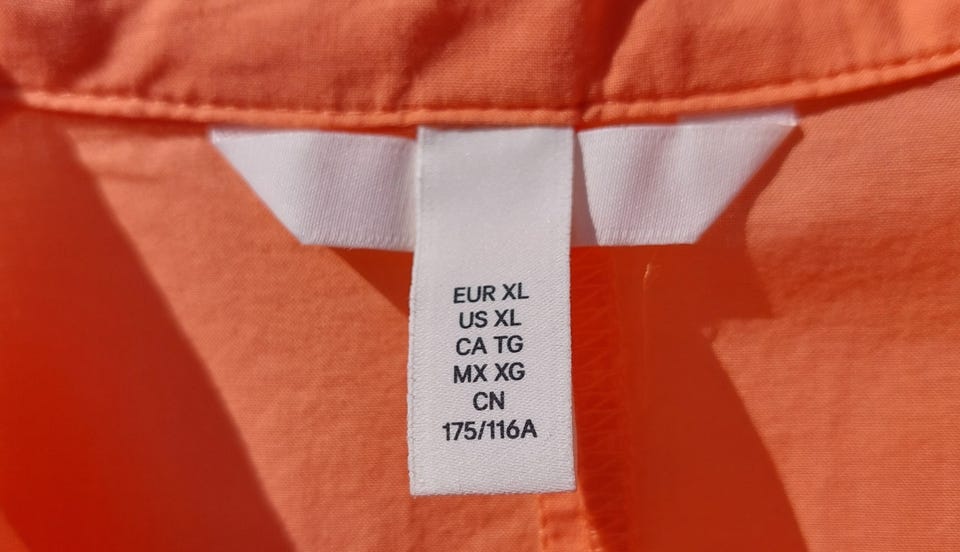 EUR XL
US XL
CA TG
MX XG
CN
175/116A